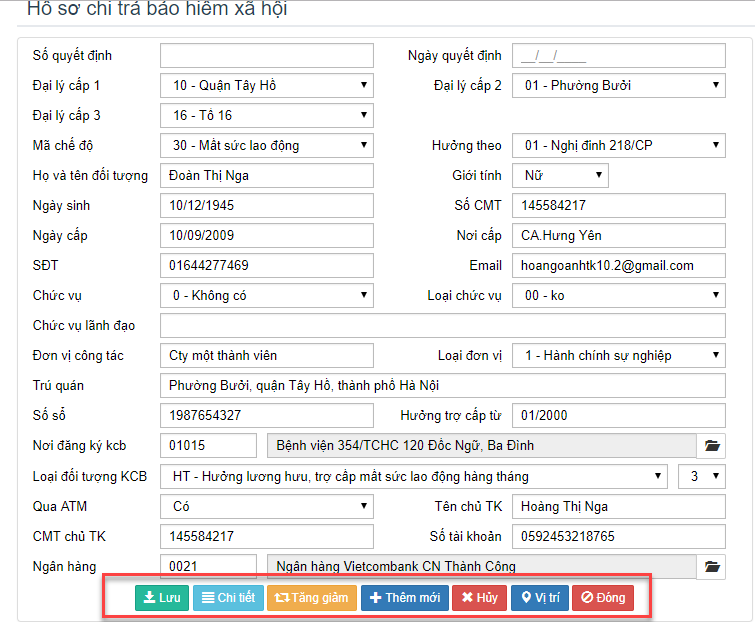 Hồ sơ chi trả bảo hiểm xã hội
Số quyết định Ngày quyết định __/__/____
Đại lý cấp 1 10 - Quận Tây Hồ Đại lý cấp 2 01 - Phường Bưởi
Đại lý cấp 3 16 - Tổ 16
Mã chế độ 30 - Mất sức lao động Hưởng theo 01 - Nghị đinh 218/CP
Họ và tên đối tượng Đoàn Thị Nga Giới tính Nữ
Ngày sinh 10/12/1945 Số CMT 145584217
Ngày cấp 10/09/2009 Nơi cấp CA.Hưng Yên
SĐT 01644277469 Email hoangoanhtk10.2@gmail.com
Chức vụ 0 - Không có Loại chức vụ 00 - ko
Chức vụ lãnh đạo
Đơn vị công tác Cty một thành viên Loại đơn vị 1 - Hành chính sự nghiệp
Trú quán Phường Bưởi, quận Tây Hồ, thành phố Hà Nội
Số sổ 1987654327 Hưởng trợ cấp từ 01/2000
Nơi đăng ký kcb 01015 Bệnh viện 354/TCHC 120 Đốc Ngữ, Ba Đình
Loại đối tượng KCB HT - Hưởng lương hưu, trợ cấp mất sức lao động hàng tháng 3
Qua ATM Có Tên chủ TK Hoàng Thị Nga
CMT chủ TK 145584217 Số tài khoản 0592453218765
Ngân hàng 0021 Ngân hàng Vietcombank CN Thành Công
Lưu Chi tiết Tăng giảm Thêm mới Hủy Vị trí Đóng